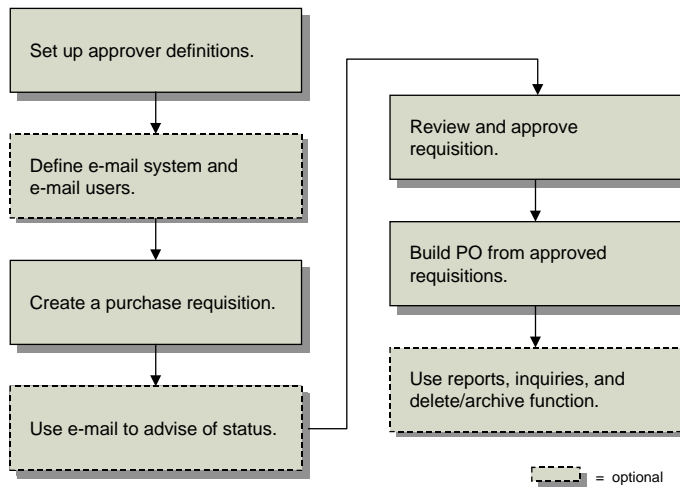 Set up approver definitions.
Define e-mail system and
e-mail users.
Create a purchase requisition.
Use e-mail to advise of status.
Review and approve
requisition.
Build PO from approved
requisitions.
Use reports, inquiries, and
delete/archive function.
= optional